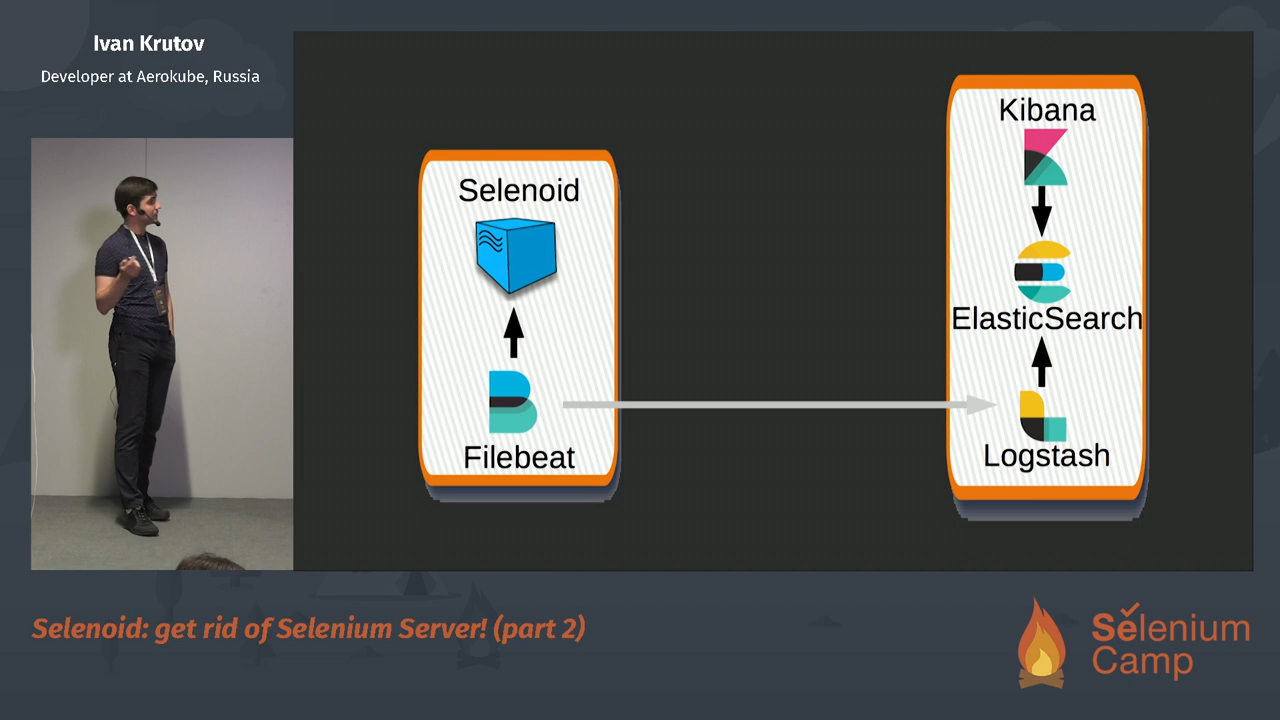 Ivan Krutov
Developer at Aerokube, Russia
Selenoid
Filebeat
Kibana
ElasticSearch
Logstash
Selenoid: get rid of Selenium Server! (part 2)
Selenium
Camp